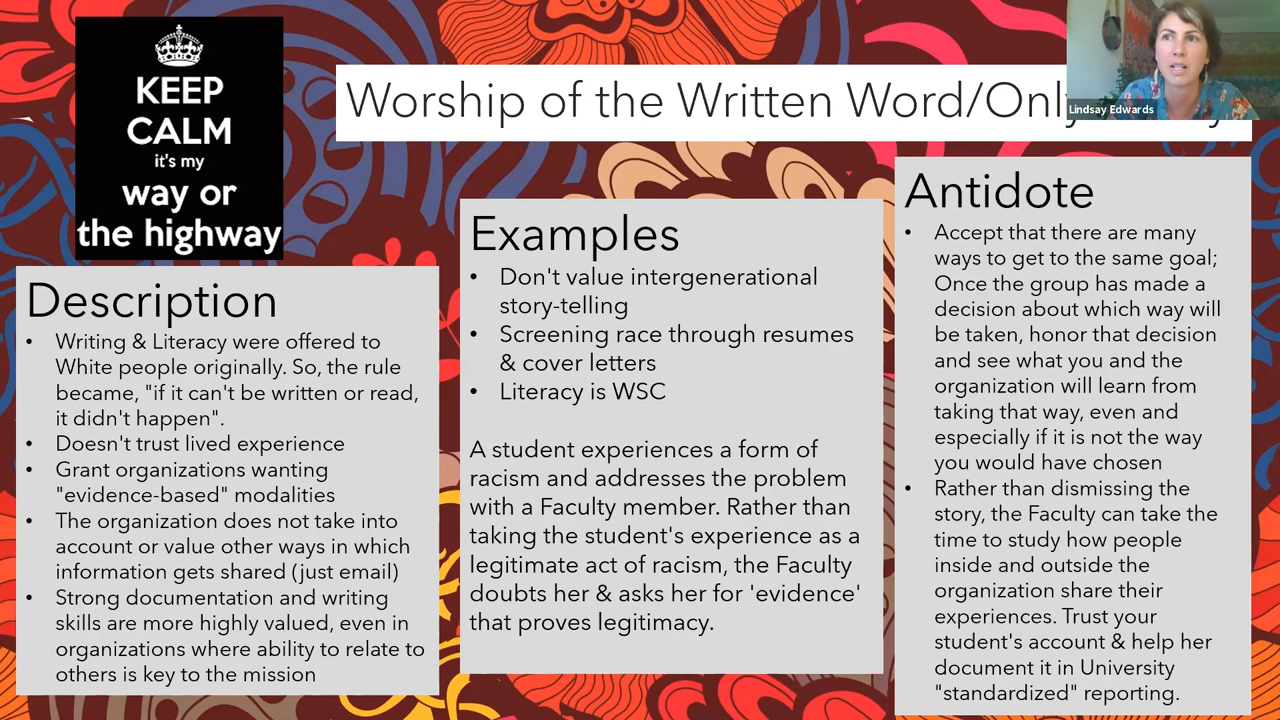 KEEP
CALM
it's my
way or
the highway
Worship of the Written Word/Only
Lindsay Edwards
Description
• Writing & Literacy were offered to
White people originally. So, the rule
became, "if it can't be written or read,
it didn't happen".
• Doesn't trust lived experience
• Grant organizations wanting
"evidence-based" modalities
• The organization does not take into
account or value other ways in which
information gets shared (just email)
• Strong documentation and writing
skills are more highly valued, even in
organizations where ability to relate to
others is key to the mission
Examples
• Don't value intergenerational
story-telling
• Screening race through resumes
& cover letters
• Literacy is WSC
A student experiences a form of
racism and addresses the problem
with a Faculty member. Rather than
taking the student's experience as a
legitimate act of racism, the Faculty
doubts her & asks her for 'evidence'
that proves legitimacy.
Antidote
• Accept that there are many
ways to get to the same goal;
Once the group has made a
decision about which way will
be taken, honor that decision
and see what you and the
organization will learn from
taking that way, even and
especially if it is not the way
you would have chosen
• Rather than dismissing the
story, the Faculty can take the
time to study how people
inside and outside the
organization share their
experiences. Trust your
student's account & help her
document it in University
"standardized" reporting.